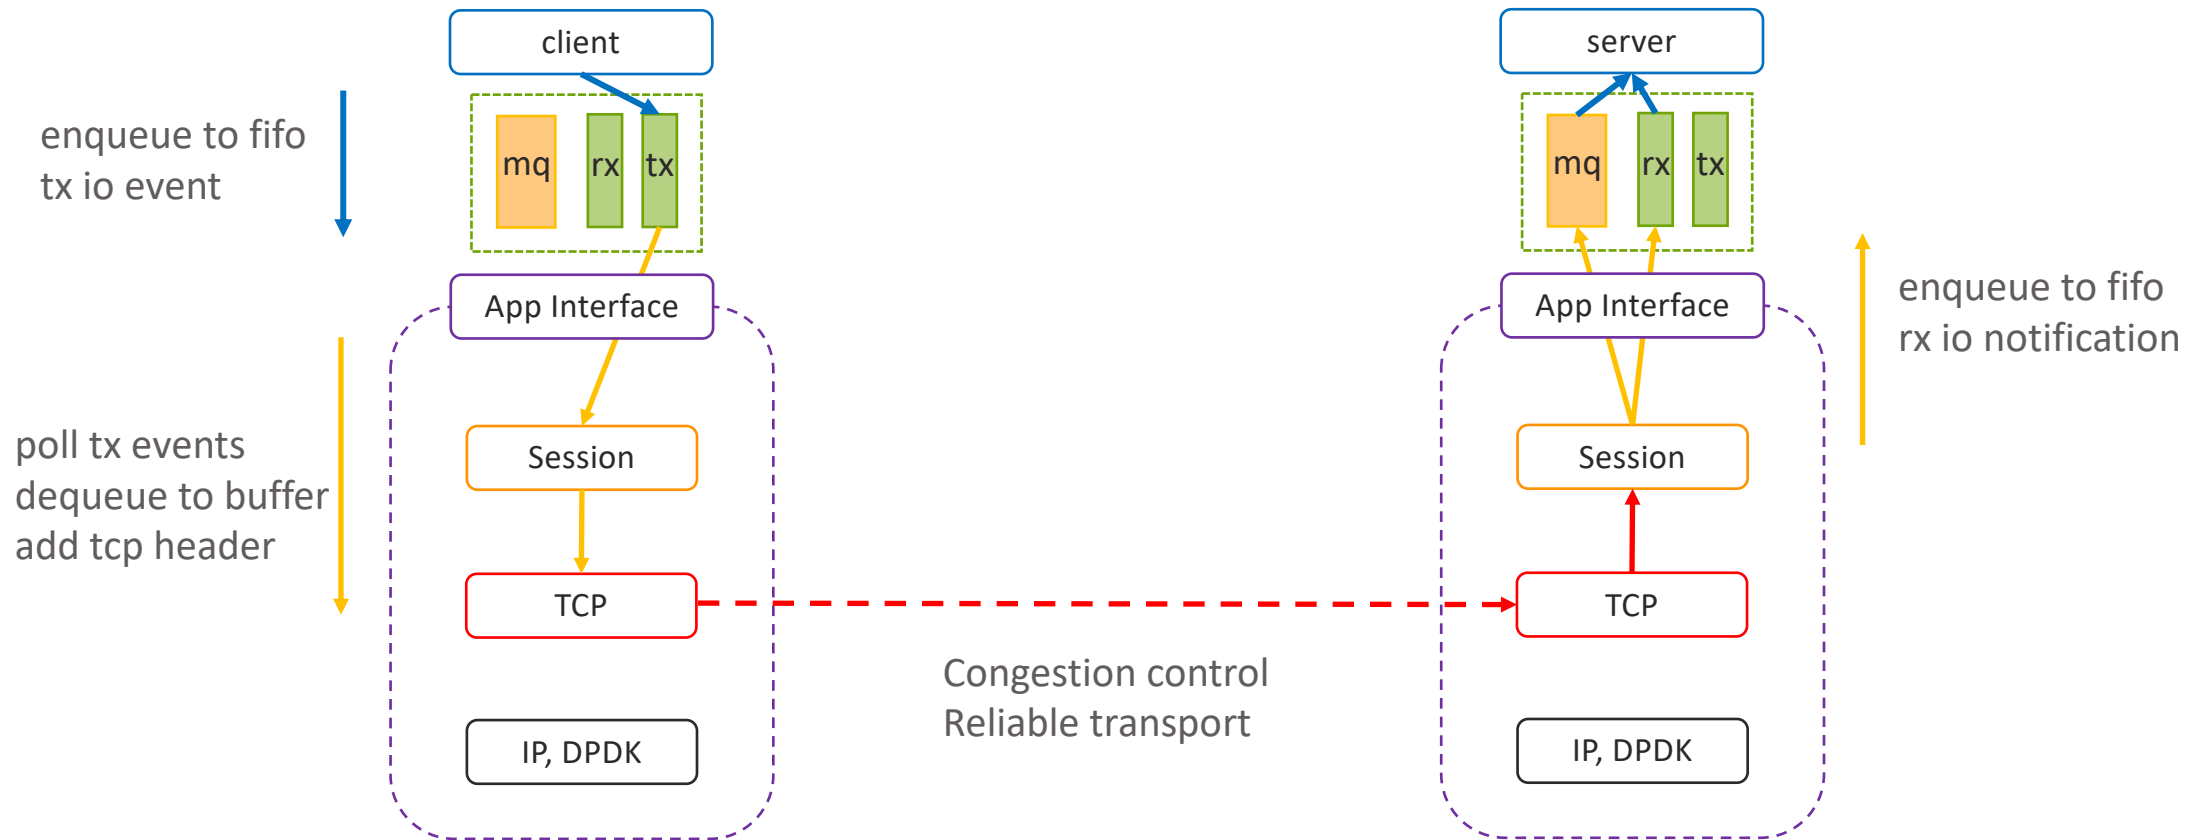 client
server
enqueue to fifo
tx io event
mq
rx
tx
mq
rx
tx
App Interface
App Interface
enqueue to fifo
rx io notification
poll tx events
dequeue to buffer
add tcp header
Session
Session
TCP
TCP
Congestion control
Reliable transport
IP, DPDK
IP, DPDK